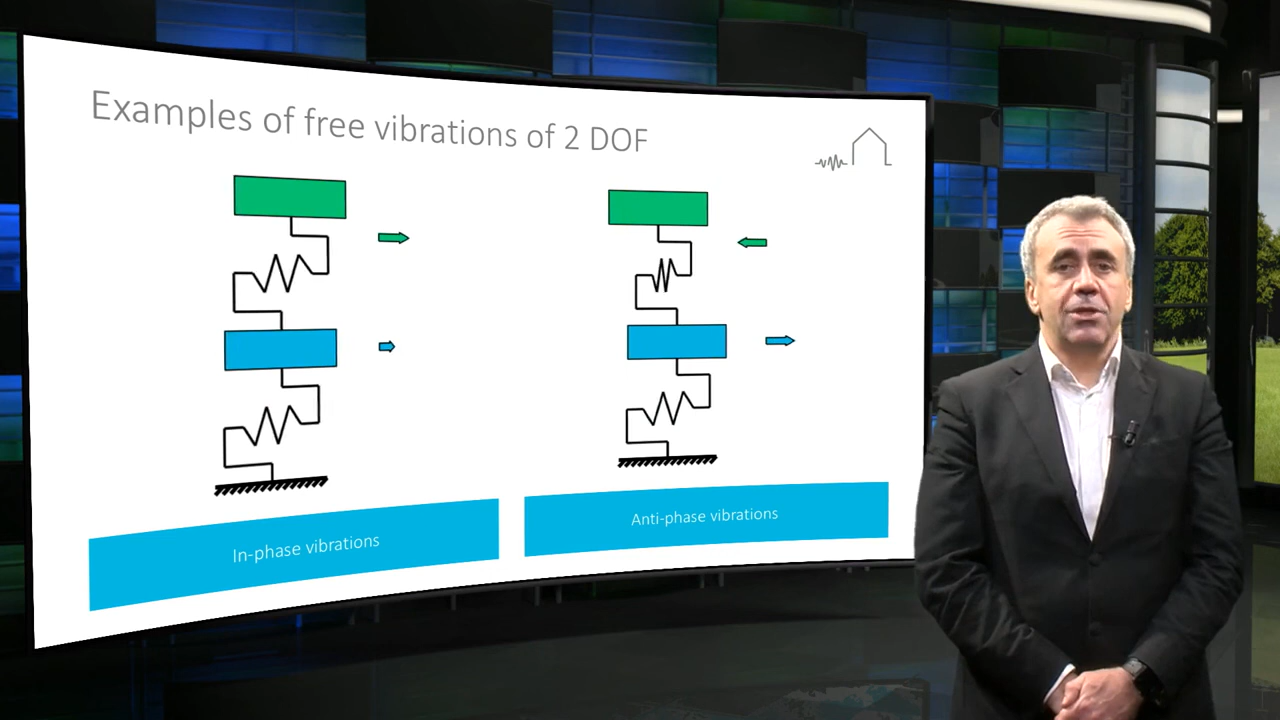 Examples of free vibrations of 2 DOF
In-phase vibrations
Anti-phase vibrations